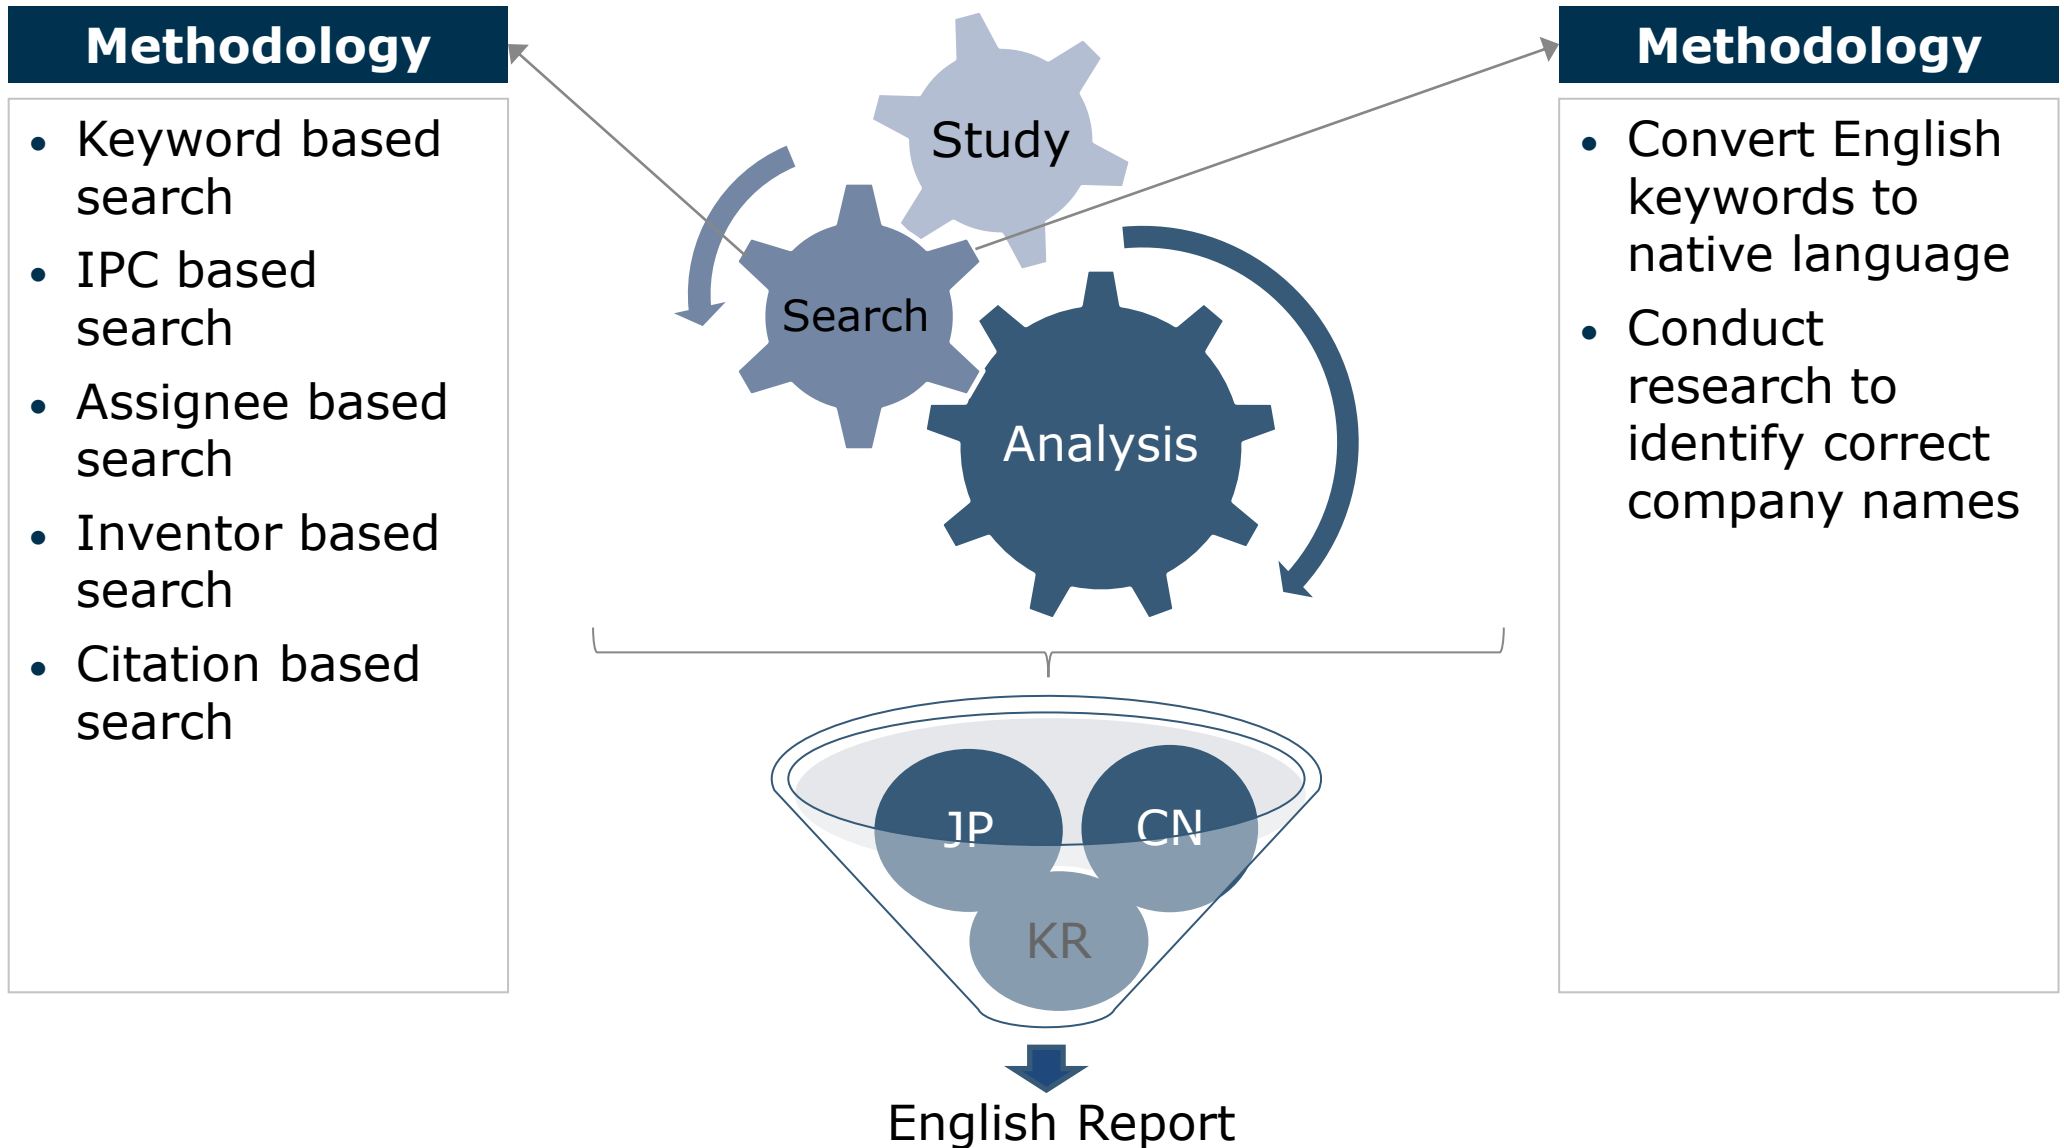 Methodology
• Keyword based
search
• IPC based
search
• Assignee based
search
• Inventor based
search
• Citation based
search
Study
Search
Analysis
JP
CN
KR
English Report
Methodology
• Convert English
keywords to
native language
• Conduct
research to
identify correct
company names